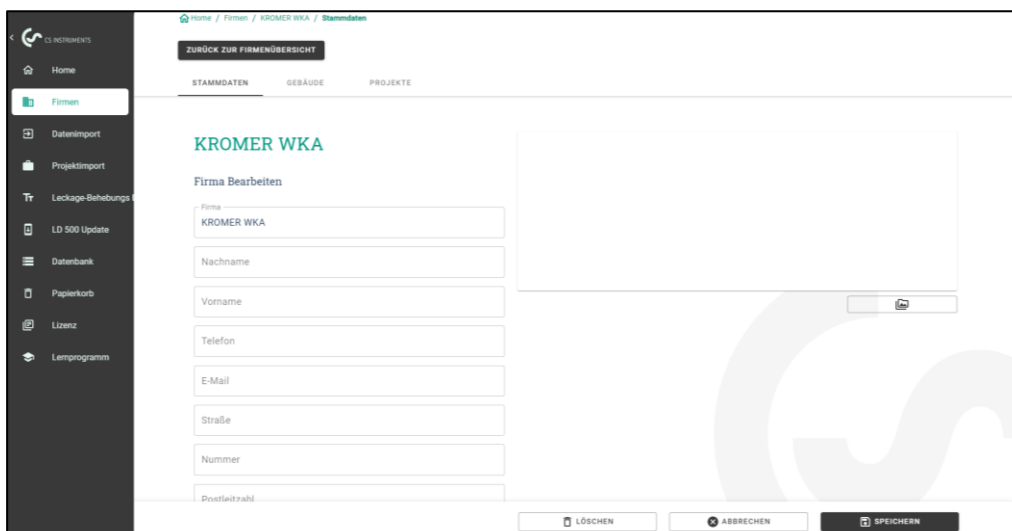 Home / Firmen / KROMER WKA / Stammdaten
CS INSTRUMENTS
ZURÜCK ZUR FIRMENÜBERSICHT
Home
STAMMDATEN GEBÄUDE PROJEKTE
Firmen
Datenimport
Projektimport
Leckage-Behebungs
LD 500 Update
Datenbank
Papierkorb
Lizenz
Lernprogramm
KROMER WKA
Firma Bearbeiten
Firma
KROMER WKA
Nachname
Vorname
Telefon
E-Mail
Straße
Nummer
Postleitzahl
LÖSCHEN ABBRECHEN SPEICHERN